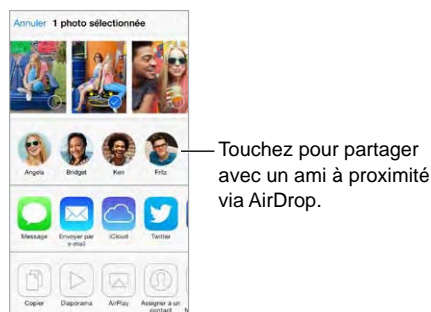 Annuler 1 photo sélectionnée
Angela Bridget Ken Fritz
Touchez pour partager
avec un ami à proximité
via AirDrop.
Message Envoyer par iCloud Twitter
e-mail
Copier Diaporama AirPlay Assigner à un
contact